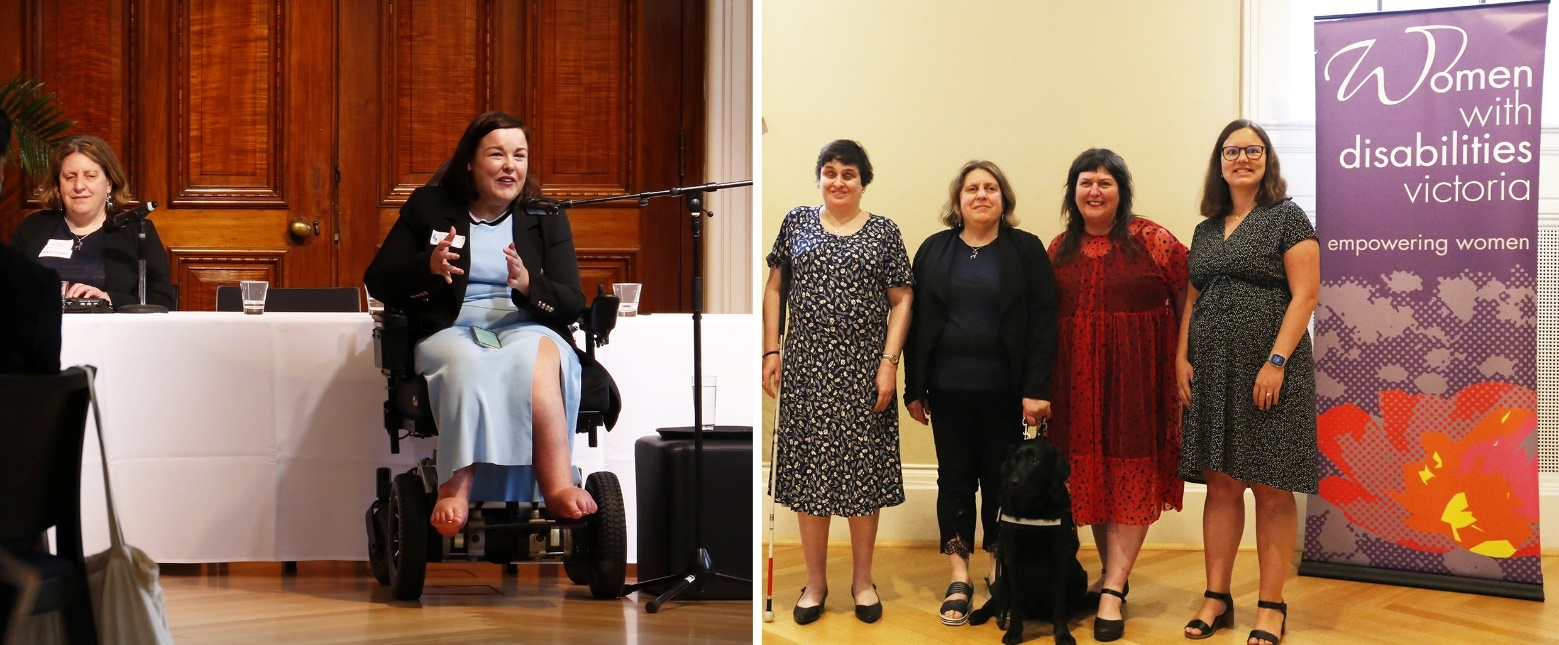 Women
with
disabilities
victoria
empowering women